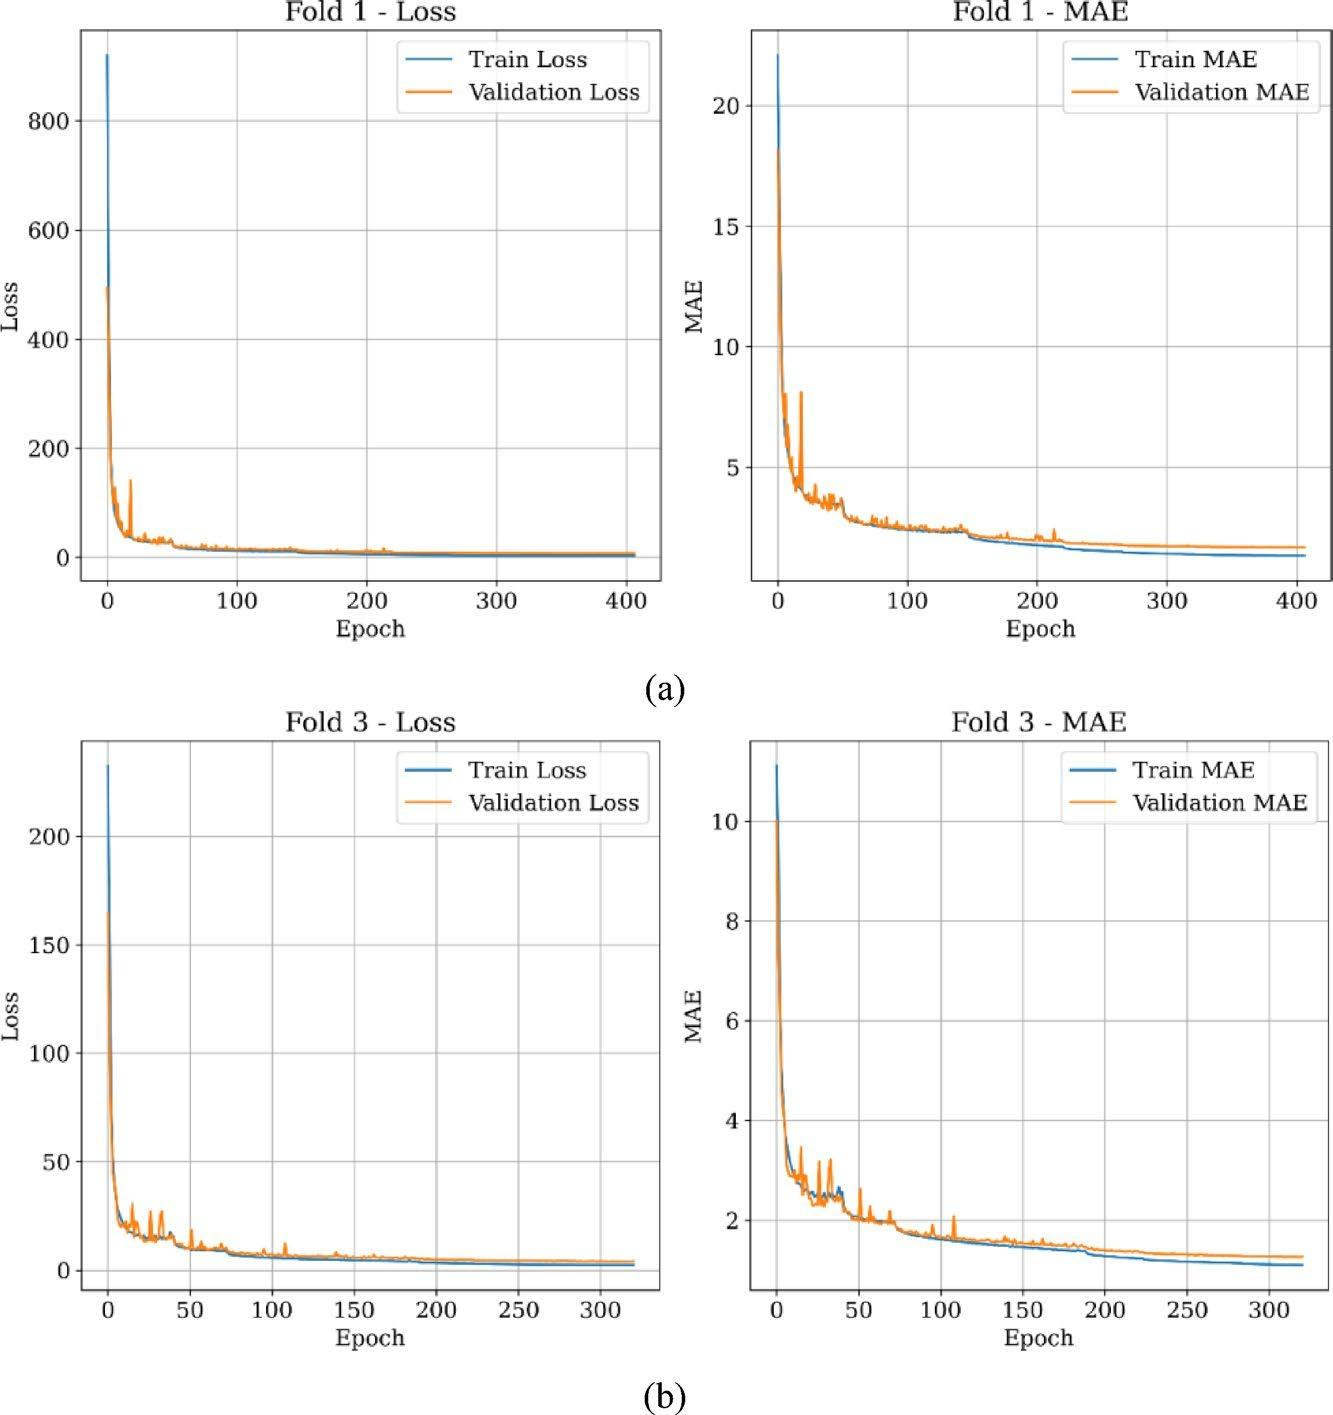 Fold 1 - Loss
Train Loss
Validation Loss
800
600
400
200
0
Loss
0 100 200 300 400
Epoch
Fold 1 - MAE
Train MAE
Validation MAE
20
15
10
5
MAE
0 100 200 300 400
Epoch
(a)
Fold 3 - Loss
Train Loss
Validation Loss
200
150
100
50
0
Loss
0 50 100 150 200 250 300
Epoch
Fold 3 - MAE
Train MAE
Validation MAE
10
8
6
4
2
MAE
0 50 100 150 200 250 300
Epoch
(b)